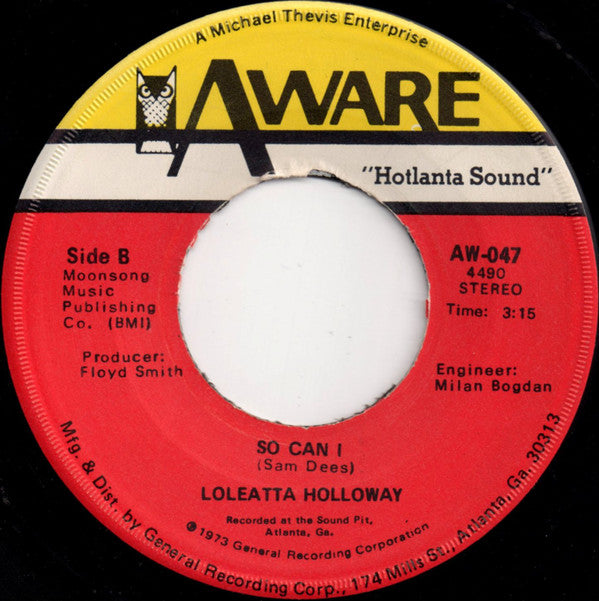 A Michael Thevis Enterprise
AWARE
"Hotlanta Sound"
Side B
Moonsong
Music
Publishing
Co. (BMI)
AW-047
4490
STEREO
Time: 3:15
Producer:
Floyd Smith
Engineer:
Milan Bogdan
SO CAN I
(Sam Dees)
LOLEATTA HOLLOWAY
Recorded at the Sound Pit,
Atlanta, Ga.
℗1973 General Recording Corporation
Mfg. & Dist. by General Recording Corp., 174 Mills St., Atlanta, Ga. 30313